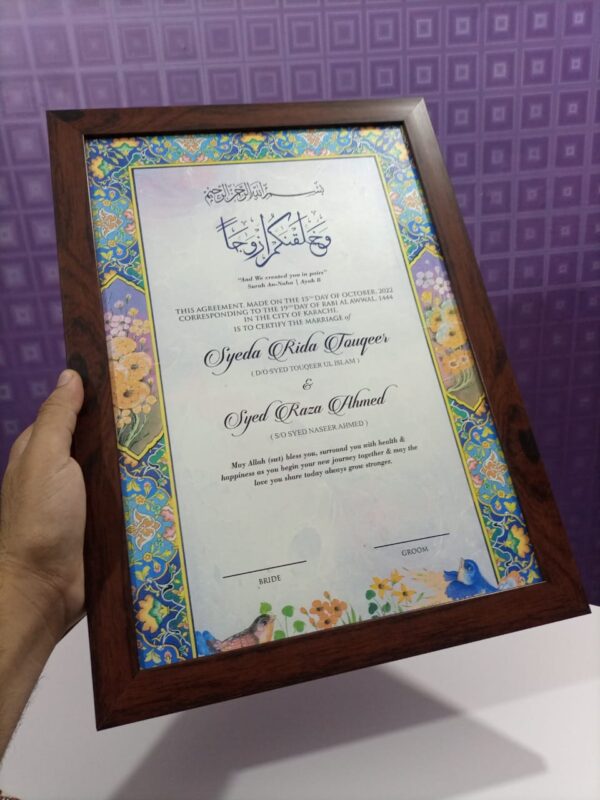 بسم الله الرحمن الرحيم
وَخَلَقْنٰكُمْ اَزْوَاجًا
"And We created you in pairs"
Surah An-Naba | Ayah 8
THIS AGREEMENT, MADE ON THE 15TH DAY OF OCTOBER, 2022
CORRESPONDING TO THE 19TH DAY OF RABI AL AWWAL, 1444
IN THE CITY OF KARACHI,
IS TO CERTIFY THE MARRIAGE of
Syeda Rida Touqeer
( D/O SYED TOUQEER UL ISLAM )
&
Syed Raza Ahmed
( S/O SYED NASEER AHMED )
May Allah (swt) bless you, surround you with health &
happiness as you begin your new journey together & may the
love you share today always grow stronger.
BRIDE
GROOM